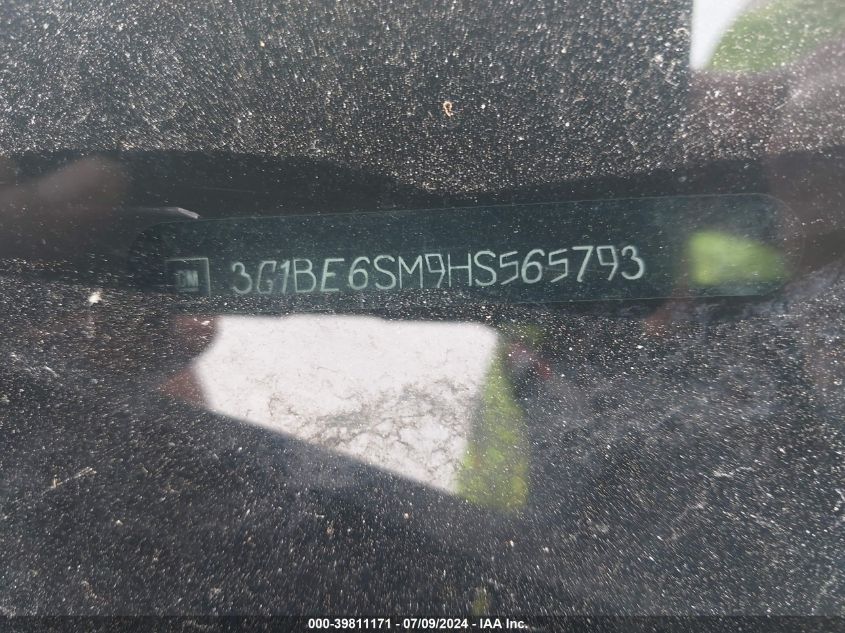 GM 3G1BE6SM9HS565793
000-39811171 - 07/09/2024 - IAA Inc.